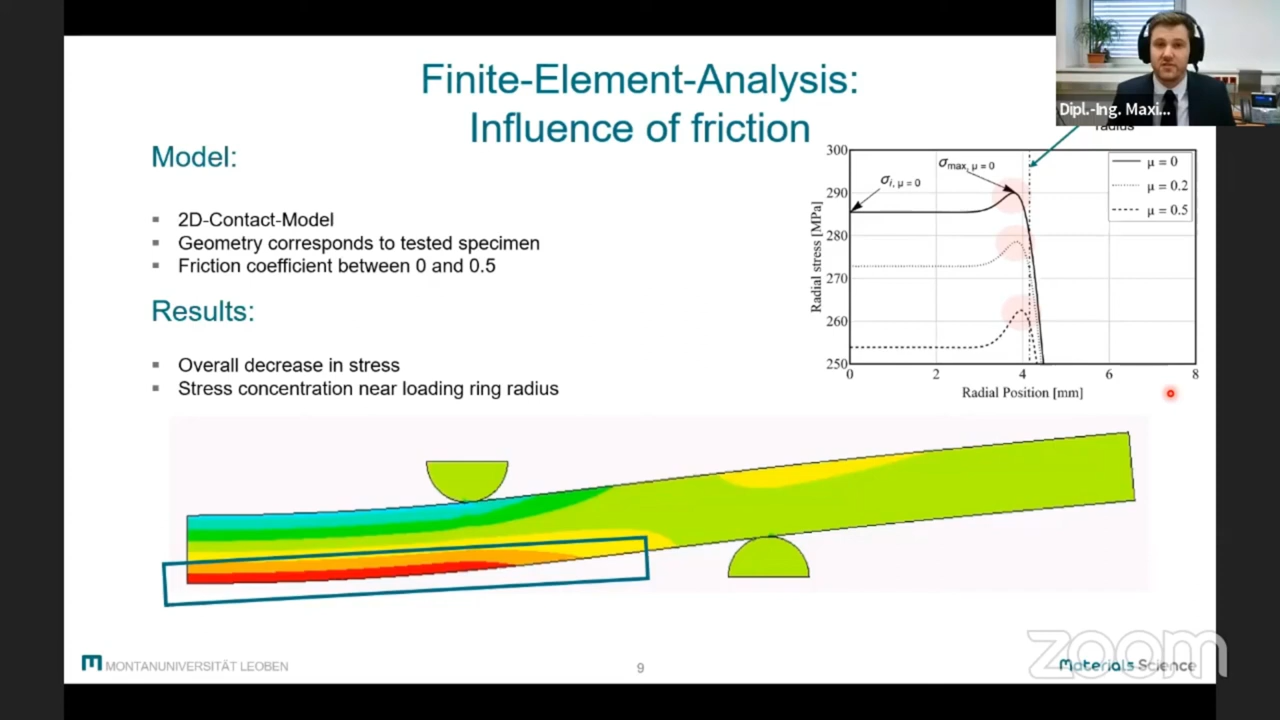 Finite-Element-Analysis:
Influence of friction
Dipl.-Ing. Maxi...
Model:
▪ 2D-Contact-Model
▪ Geometry corresponds to tested specimen
▪ Friction coefficient between 0 and 0.5
Results:
▪ Overall decrease in stress
▪ Stress concentration near loading ring radius
radius
300
290
280
270
260
250
Radial stress [MPa]
σi, μ = 0
σmax, μ = 0
μ = 0
μ = 0.2
μ = 0.5
0 2 4 6 8
Radial Position [mm]
MONTANUNIVERSITÄT LEOBEN
9
Materials Science
zoom